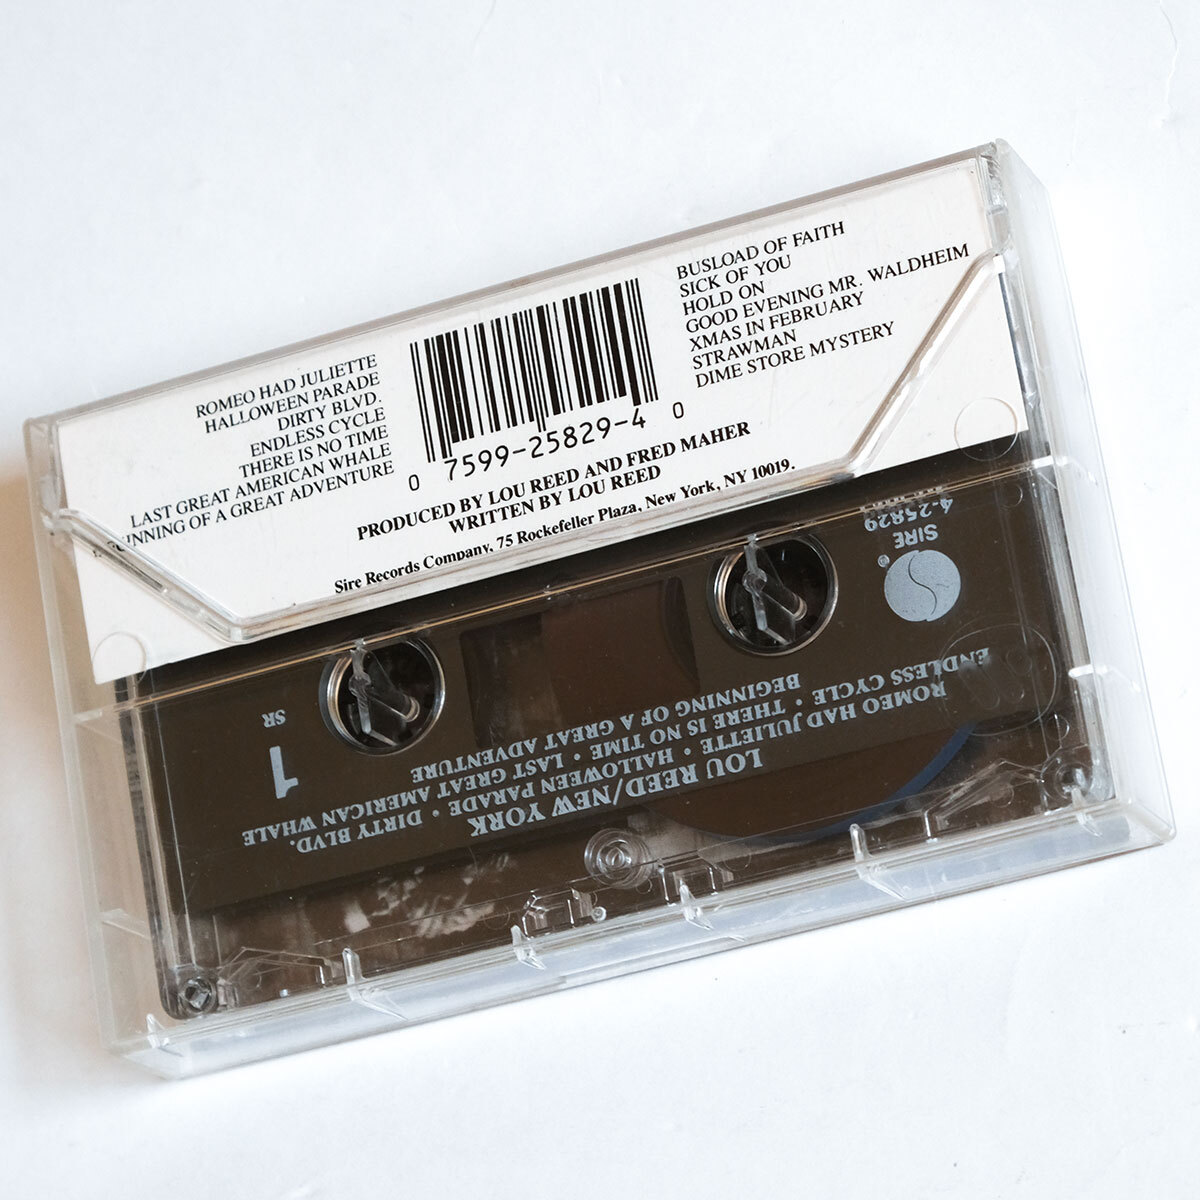 ROMEO HAD JULIETTE
HALLOWEEN PARADE
DIRTY BLVD.
ENDLESS CYCLE
THERE IS NO TIME
LAST GREAT AMERICAN WHALE
OF A GREAT ADVENTURE
0 7599-25829-4 0
BUSLOAD OF FAITH
SICK OF YOU
HOLD ON
GOOD EVENING MR. WALDHEIM
XMAS IN FEBRUARY
STRAWMAN
DIME STORE MYSTERY
PRODUCED BY LOU REED AND FRED MAHER
WRITTEN BY LOU REED
Sire Records Company, 75 Rockefeller Plaza, New York, NY 10019.
LOU REED/NEW YORK
ROMEO HAD JULIETTE • HALLOWEEN PARADE • DIRTY BLVD.
ENDLESS CYCLE • THERE IS NO TIME • LAST GREAT AMERICAN WHALE
BEGINNING OF A GREAT ADVENTURE
1
SR
SIRE
®
4-25829